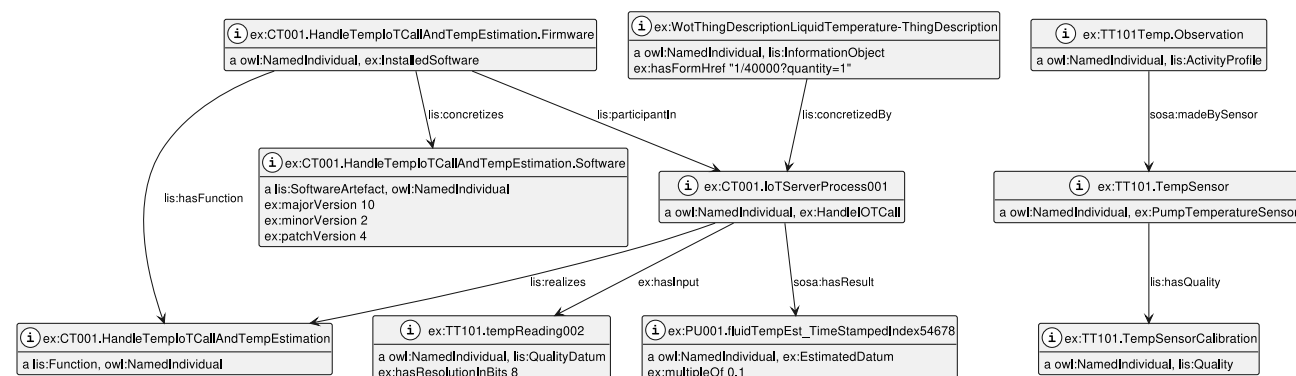 ex:CT001.HandleTempIoTCallAndTempEstimation.Firmware
a owl:NamedIndividual, ex:InstalledSoftware
ex:WotThingDescriptionLiquidTemperature-ThingDescription
a owl:NamedIndividual, lis:InformationObject
ex:hasFormHref "1/40000?quantity=1"
ex:TT101Temp.Observation
a owl:NamedIndividual, lis:ActivityProfile
lis:concretizes
lis:participantIn
lis:concretizedBy
sosa:madeBySensor
ex:CT001.HandleTempIoTCallAndTempEstimation.Software
a lis:SoftwareArtefact, owl:NamedIndividual
ex:majorVersion 10
ex:minorVersion 2
ex:patchVersion 4
ex:CT001.IoTServerProcess001
a owl:NamedIndividual, ex:HandleIOTCall
ex:TT101.TempSensor
a owl:NamedIndividual, ex:PumpTemperatureSensor
lis:hasFunction
lis:realizes
ex:hasInput
sosa:hasResult
lis:hasQuality
ex:CT001.HandleTempIoTCallAndTempEstimation
a lis:Function, owl:NamedIndividual
ex:TT101.tempReading002
a owl:NamedIndividual, lis:QualityDatum
ex:hasResolutionInBits 8
ex:PU001.fluidTempEst_TimeStampedIndex54678
a owl:NamedIndividual, ex:EstimatedDatum
ex:multipleOf 0.1
ex:TT101.TempSensorCalibration
a owl:NamedIndividual, lis:Quality